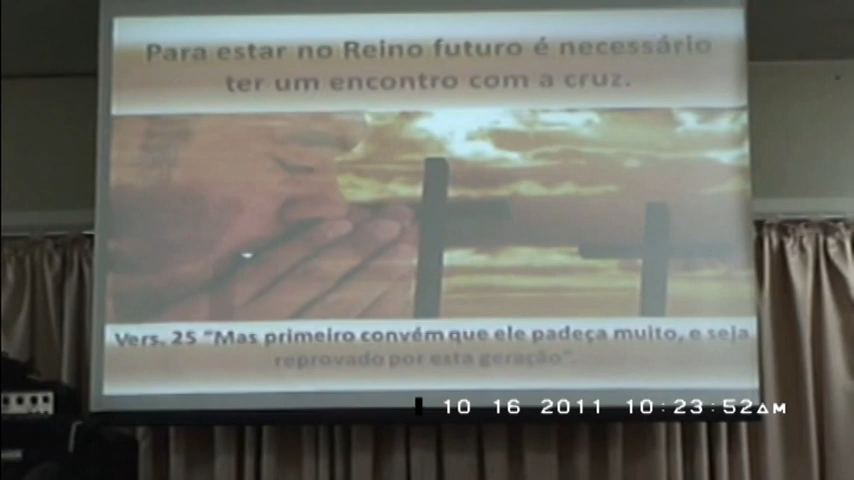 Para estar no Reino futuro é necessário
ter um encontro com a cruz.
Vers. 25 "Mas primeiro convém que ele padeça muito, e seja
reprovado por esta geração".
10 16 2011 10:23:52AM